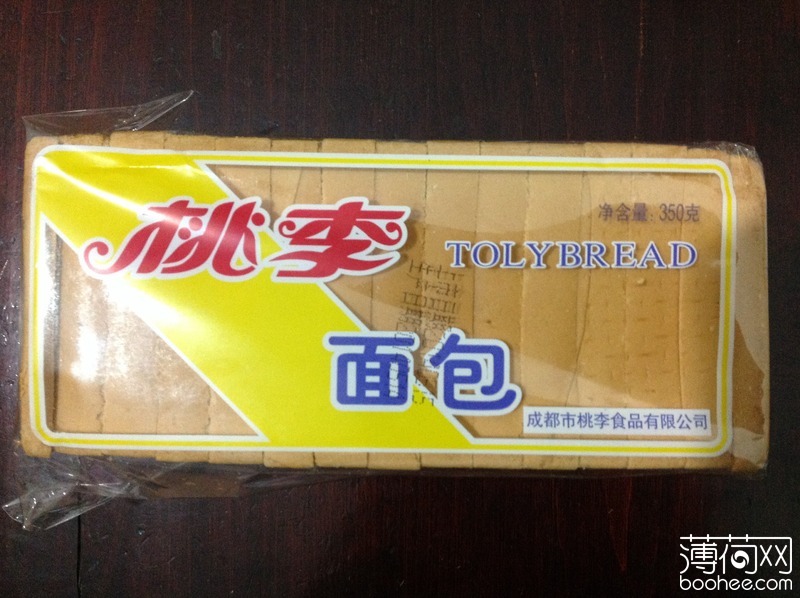 净含量: 350克
桃李
TOLYBREAD
面包
成都市桃李食品有限公司
薄荷网
boohee.com